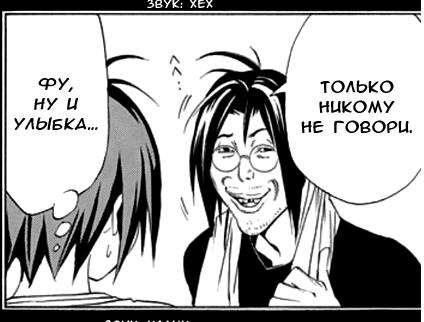 ЗВУК: ХЕХ
ФУ,
НУ И
УЛЫБКА...
ТОЛЬКО
НИКОМУ
НЕ ГОВОРИ.